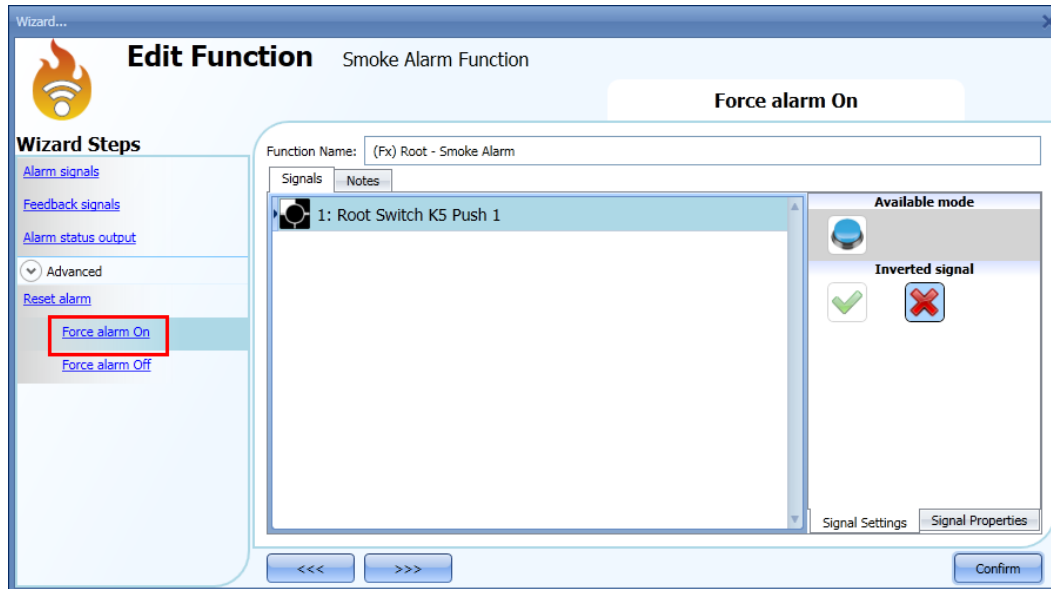 Wizard...
Edit Function Smoke Alarm Function
Force alarm On
Wizard Steps
Alarm signals
Feedback signals
Alarm status output
Advanced
Reset alarm
Force alarm On
Force alarm Off
Function Name: (Fx) Root - Smoke Alarm
Signals Notes
1: Root Switch K5 Push 1
Available mode
Inverted signal
Signal Settings Signal Properties
<<< >>> Confirm